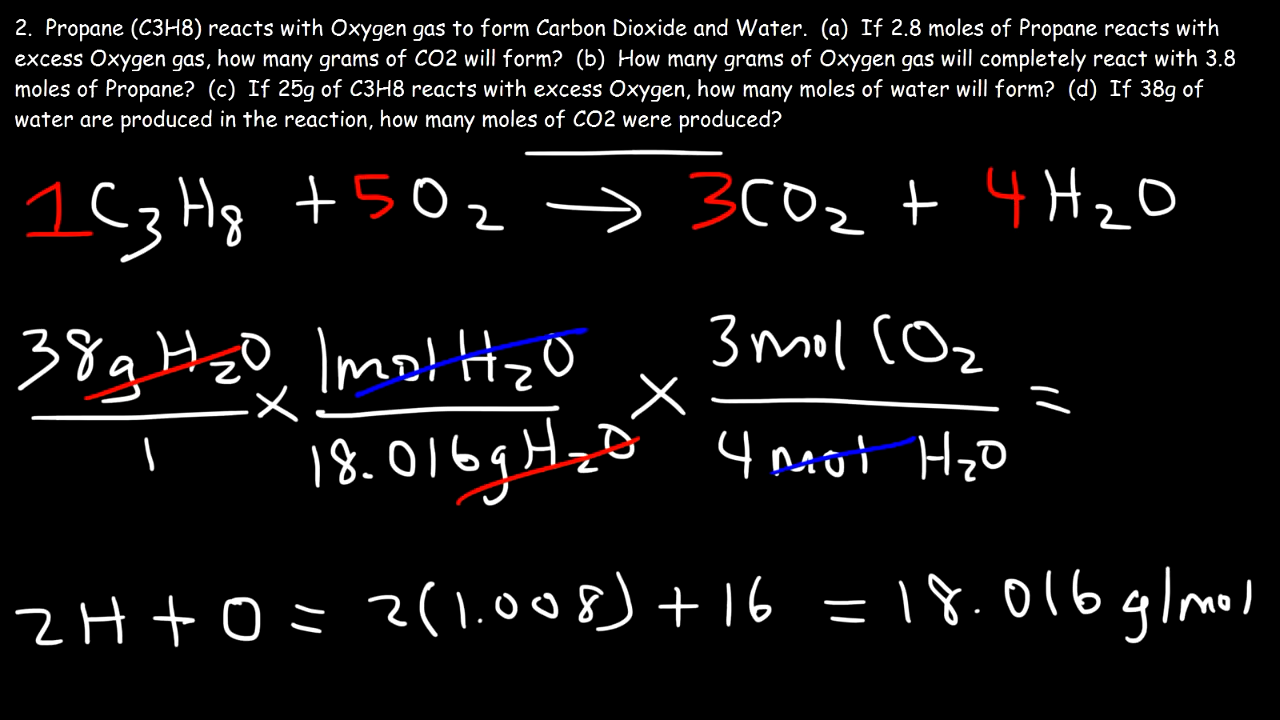 2. Propane (C3H8) reacts with Oxygen gas to form Carbon Dioxide and Water. (a) If 2.8 moles of Propane reacts with
excess Oxygen gas, how many grams of CO2 will form? (b) How many grams of Oxygen gas will completely react with 3.8
moles of Propane? (c) If 25g of C3H8 reacts with excess Oxygen, how many moles of water will form? (d) If 38g of
water are produced in the reaction, how many moles of CO2 were produced?
1C₃H₈ + 5O₂ → 3CO₂ + 4H₂O
38g H₂O / 1 × 1mol H₂O / 18.016g H₂O × 3mol CO₂ / 4 mol H₂O =
2H + O = 2(1.008) + 16 = 18.016 g/mol